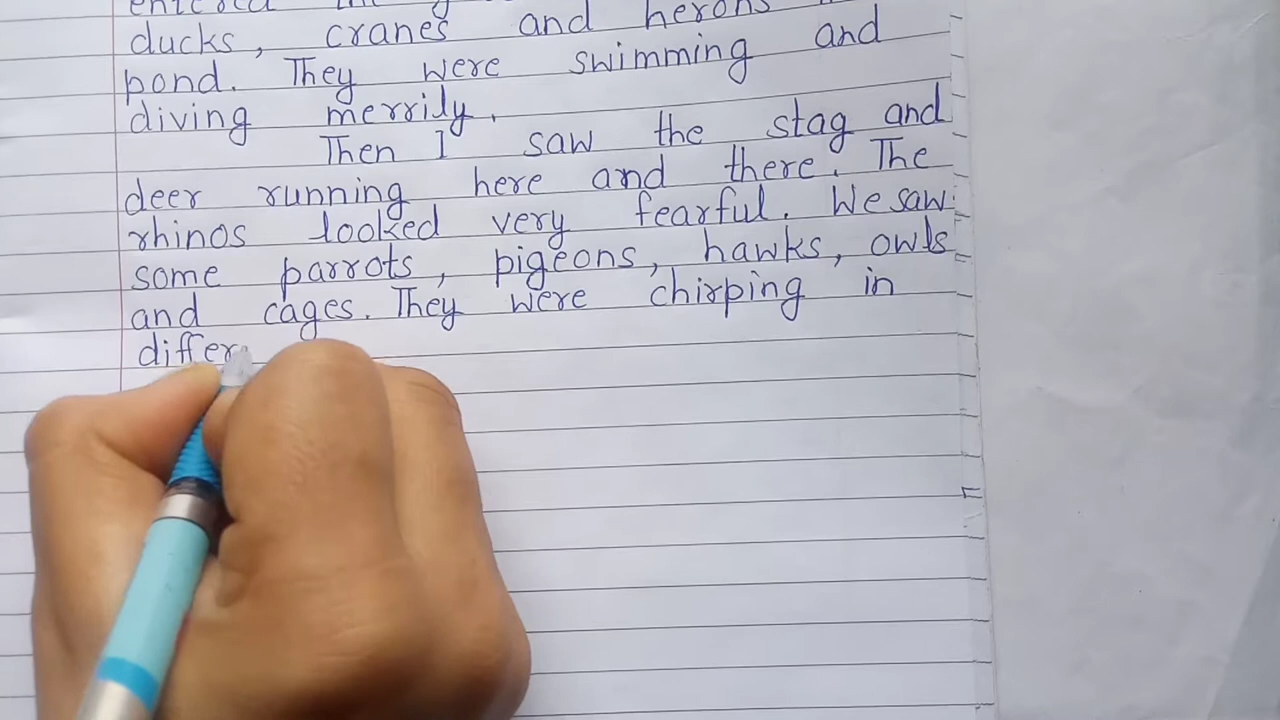 entered the
ducks, cranes and herons
pond. They were swimming and
diving merrily.
Then I saw the stag and
deer running here and there. The
rhinos looked very fearful. We saw
some parrots, pigeons, hawks, owls
and cages. They were chirping in
differ